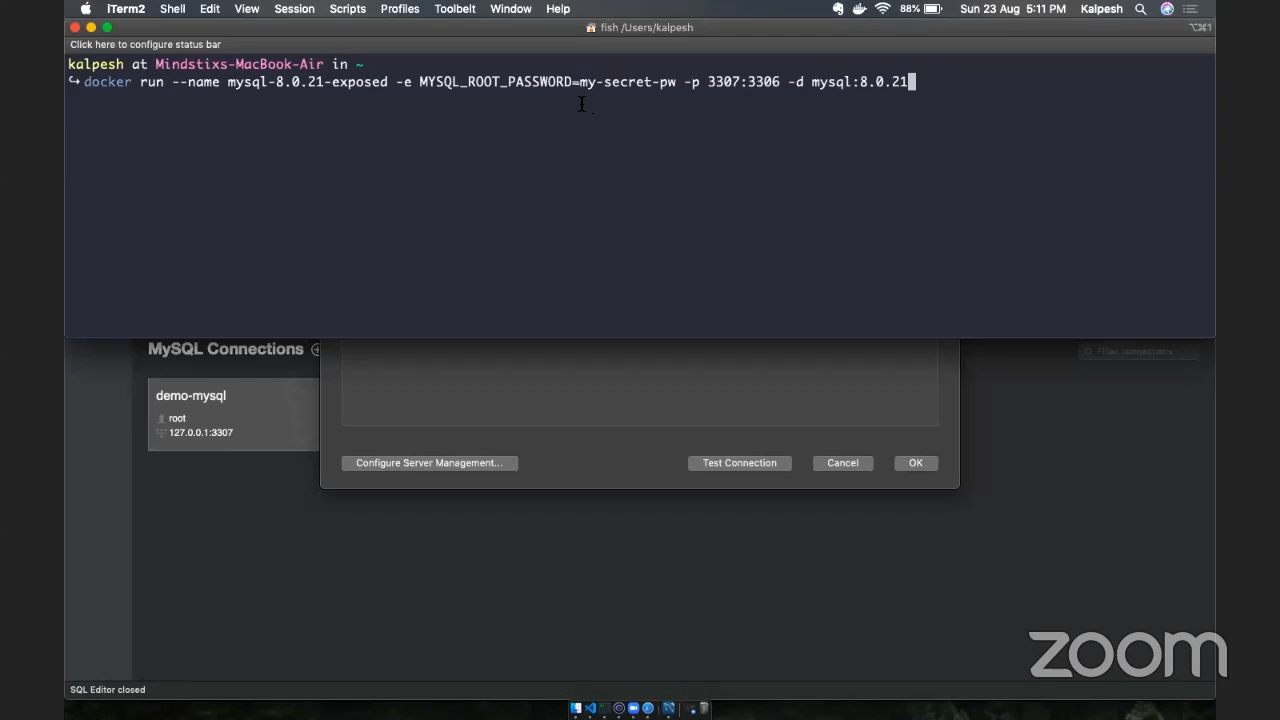 iTerm2 Shell Edit View Session Scripts Profiles Toolbelt Window Help 88% Sun 23 Aug 5:11 PM Kalpesh
fish /Users/kalpesh ⌥⌘1
Click here to configure status bar
kalpesh at Mindstixs-MacBook-Air in ~
↪ docker run --name mysql-8.0.21-exposed -e MYSQL_ROOT_PASSWORD=my-secret-pw -p 3307:3306 -d mysql:8.0.21
MySQL Connections
Filter connections
demo-mysql
root
127.0.0.1:3307
Configure Server Management... Test Connection Cancel OK
zoom
SQL Editor closed